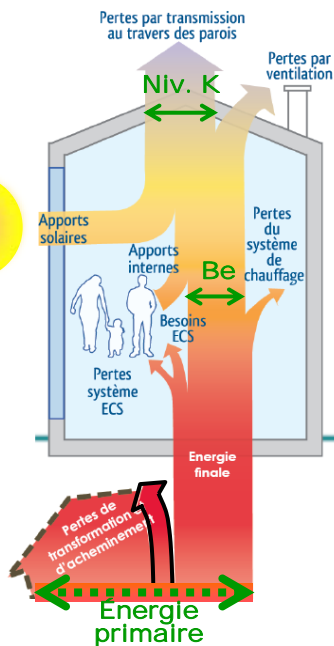 Pertes par transmission
au travers des parois
Pertes par
ventilation
Niv. K
Apports
solaires
Apports
internes
Pertes
du
système
de
chauffage
Be
Besoins
ECS
Pertes
système
ECS
Energie
finale
Pertes de
transformation
d'acheminement
Énergie
primaire